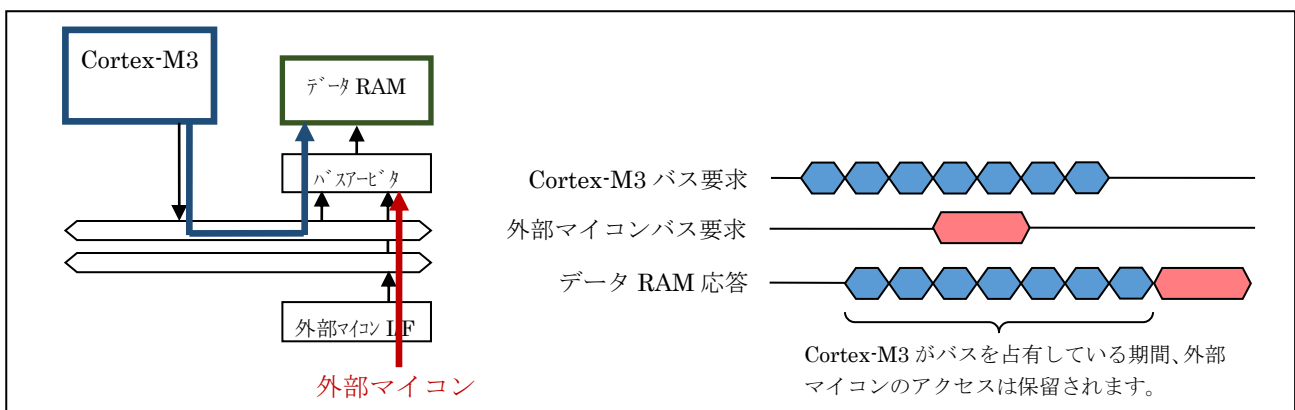 Cortex-M3
ﾃﾞｰﾀ RAM
ﾊﾞｽｱｰﾋﾞﾀ
外部ﾏｲｺﾝ I/F
外部マイコン
Cortex-M3 バス要求
外部マイコンバス要求
データ RAM 応答
Cortex-M3 がバスを占有している期間、外部
マイコンのアクセスは保留されます。